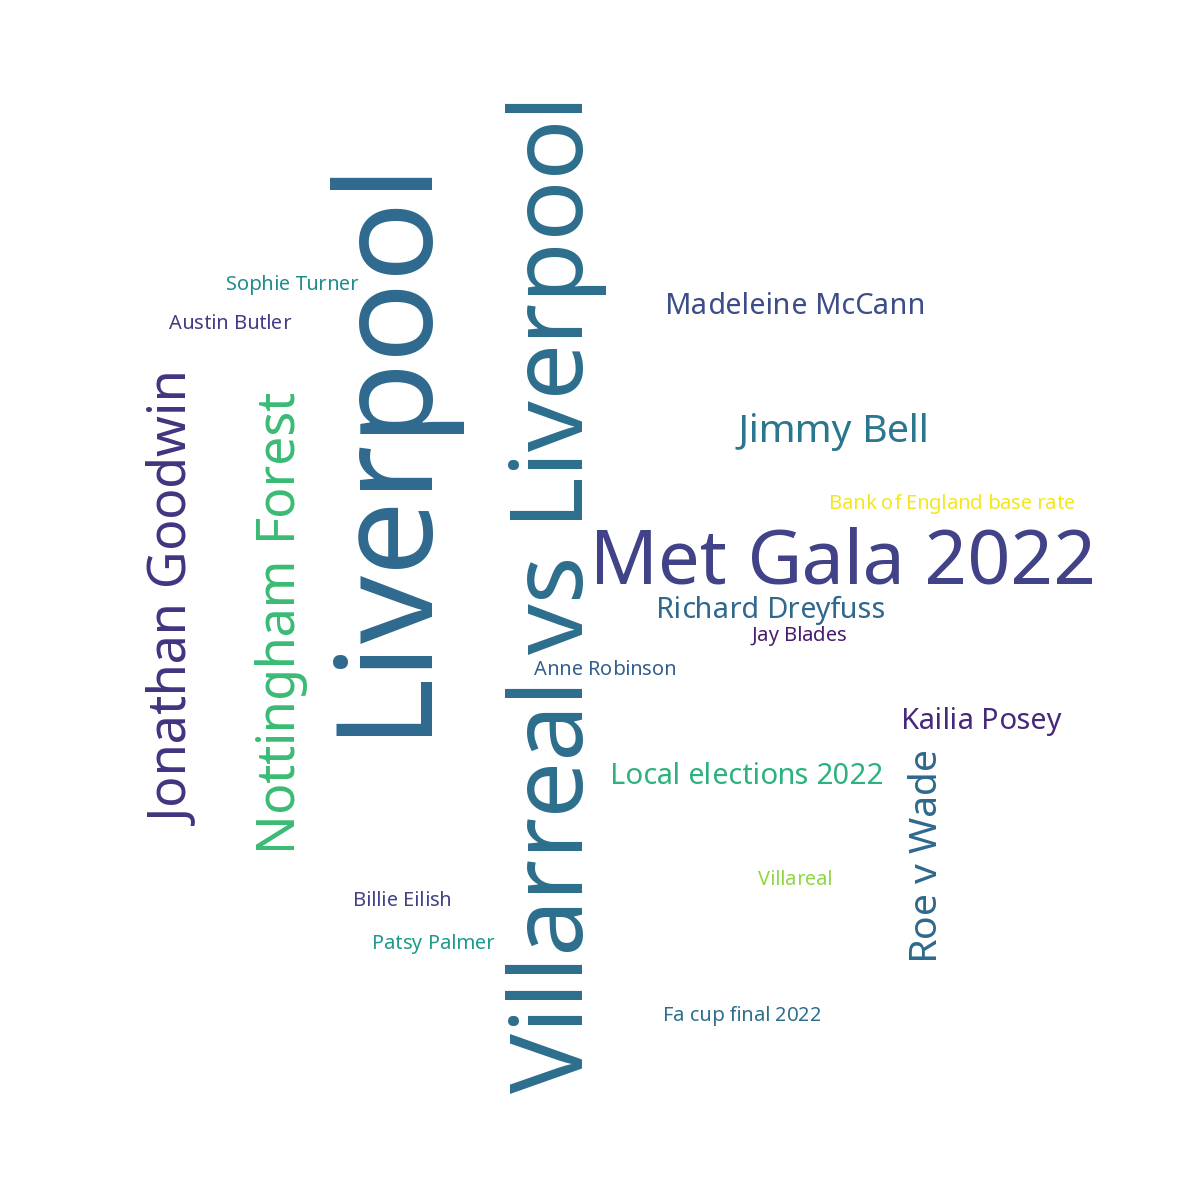 Liverpool
Villarreal vs Liverpool
Sophie Turner
Madeleine McCann
Austin Butler
Jonathan Goodwin
Nottingham Forest
Jimmy Bell
Bank of England base rate
Met Gala 2022
Richard Dreyfuss
Jay Blades
Anne Robinson
Kailia Posey
Local elections 2022
Roe v Wade
Villareal
Billie Eilish
Patsy Palmer
Fa cup final 2022